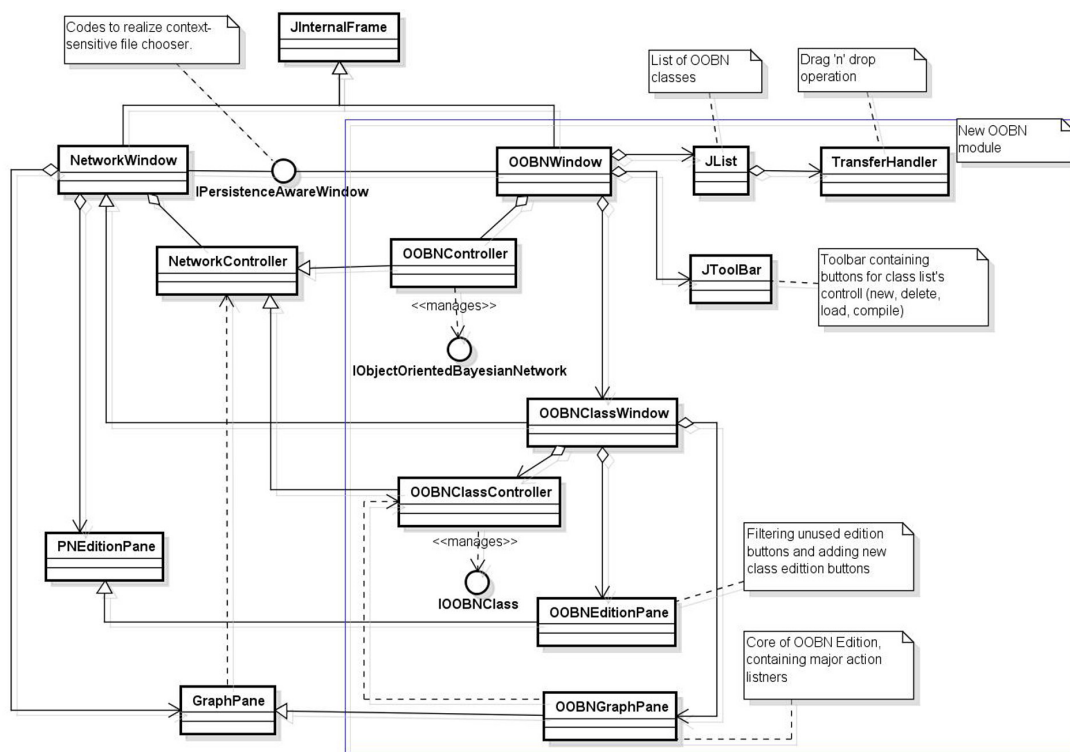 Codes to realize context-
sensitive file chooser.
JInternalFrame
List of OOBN
classes
Drag 'n' drop
operation
New OOBN
module
NetworkWindow
OOBNWindow
JList
TransferHandler
IPersistenceAwareWindow
NetworkController
OOBNController
JToolBar
Toolbar containing
buttons for class list's
controll (new, delete,
load, compile)
<<manages>>
IObjectOrientedBayesianNetwork
OOBNClassWindow
OOBNClassController
<<manages>>
IOOBNClass
PNEditionPane
Filtering unused edition
buttons and adding new
class edittion buttons
OOBNEditionPane
Core of OOBN Edition,
containing major action
listners
GraphPane
OOBNGraphPane